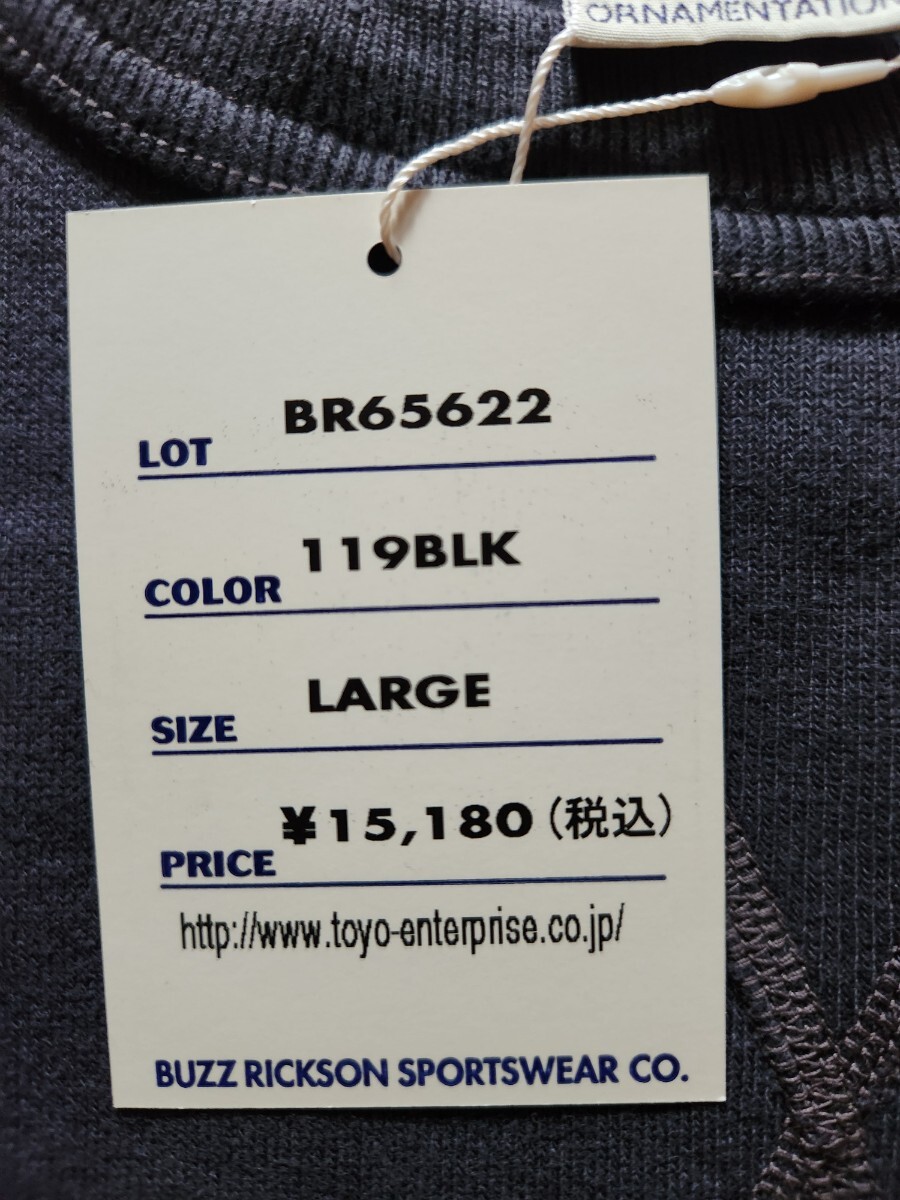 ORNAMENTATION
BR65622
LOT
119BLK
COLOR
LARGE
SIZE
¥15,180(税込)
PRICE
http://www.toyo-enterprise.co.jp/
BUZZ RICKSON SPORTSWEAR CO.